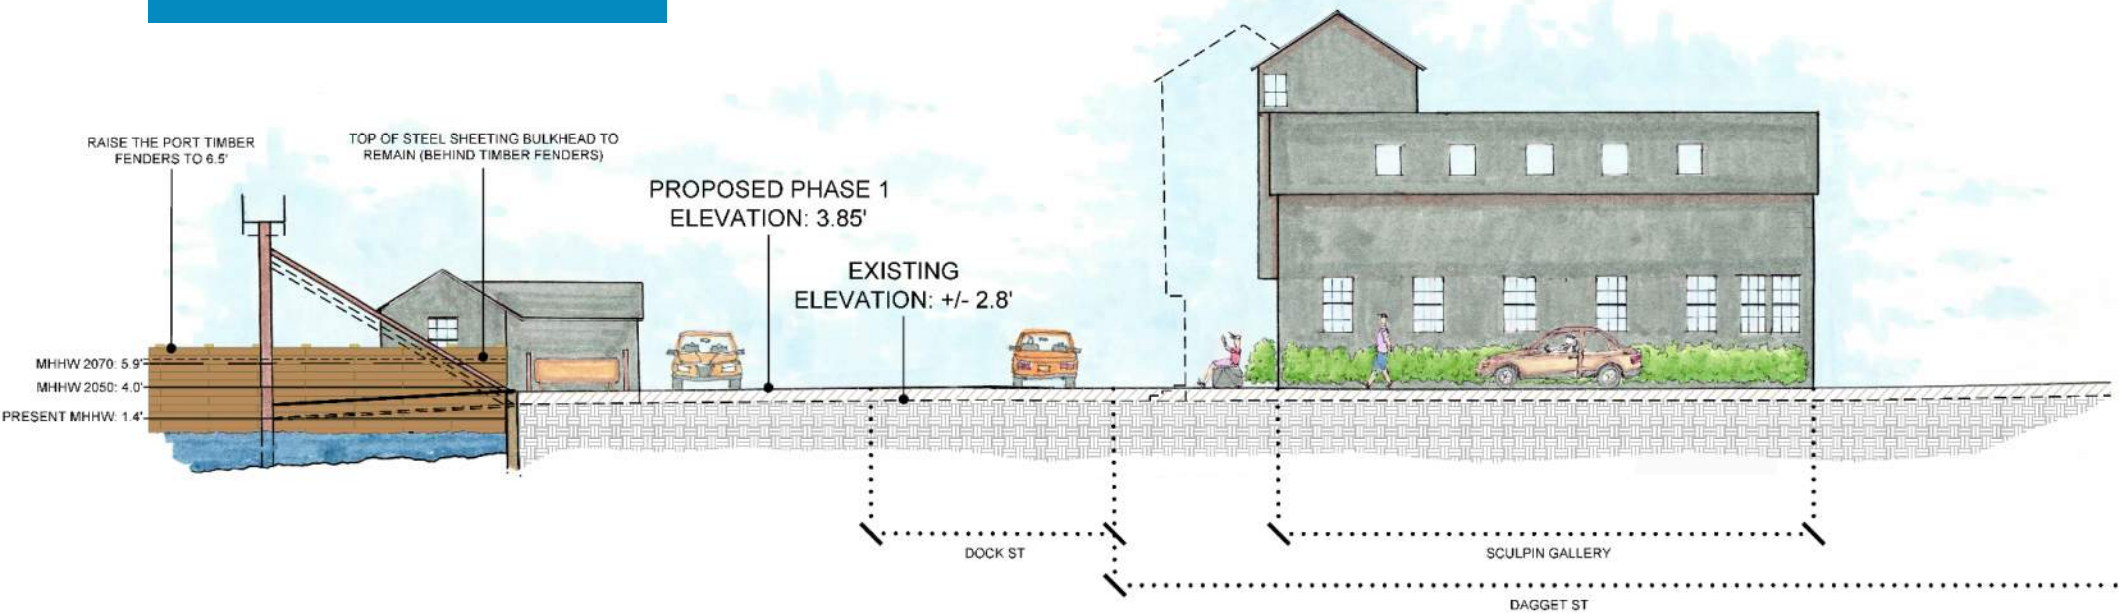 RAISE THE PORT TIMBER
FENDERS TO 6.5'
TOP OF STEEL SHEETING BULKHEAD TO
REMAIN (BEHIND TIMBER FENDERS)
PROPOSED PHASE 1
ELEVATION: 3.85'
EXISTING
ELEVATION: +/- 2.8'
MHHW 2070: 5.9'
MHHW 2050: 4.0'
PRESENT MHHW: 1.4'
DOCK ST
SCULPIN GALLERY
DAGGET ST